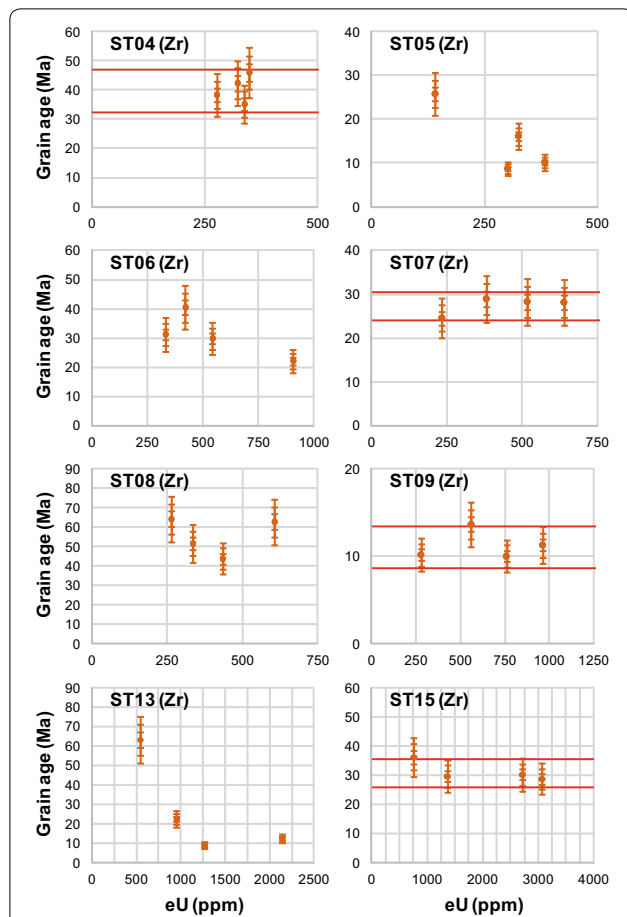 ST04 (Zr)
Grain age (Ma)
60
50
40
30
20
10
0
0 250 500
ST05 (Zr)
40
30
20
10
0
0 250 500
ST06 (Zr)
Grain age (Ma)
60
50
40
30
20
10
0
0 250 500 750 1000
ST07 (Zr)
40
30
20
10
0
0 250 500 750
ST08 (Zr)
Grain age (Ma)
90
80
70
60
50
40
30
20
10
0
0 250 500 750
ST09 (Zr)
20
10
0
0 250 500 750 1000 1250
ST13 (Zr)
Grain age (Ma)
90
80
70
60
50
40
30
20
10
0
0 500 1000 1500 2000 2500
eU (ppm)
ST15 (Zr)
60
50
40
30
20
10
0
0 1000 2000 3000 4000
eU (ppm)